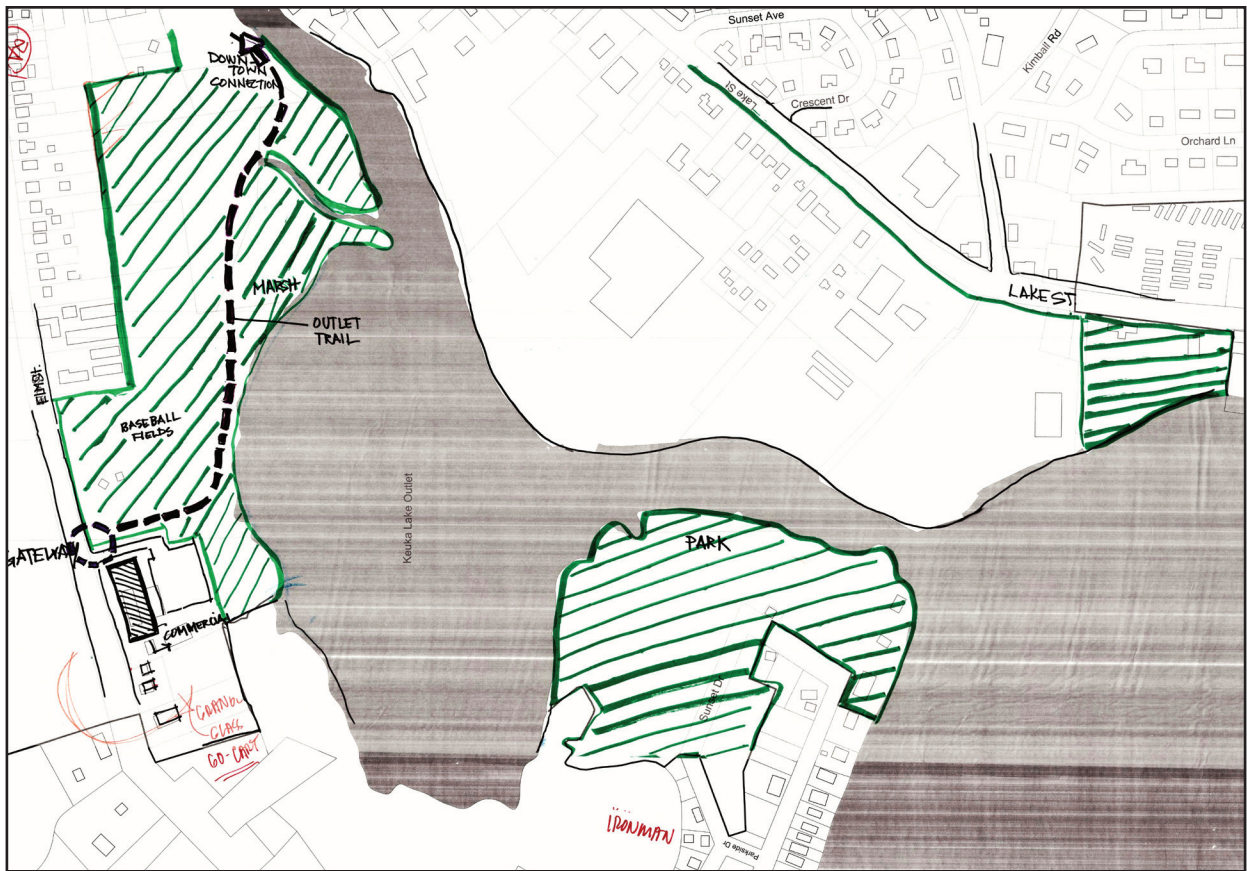 Sunset Ave
Kimball Rd
DOWN-
TOWN
CONNECTION
Lake St
Crescent Dr
Orchard Ln
MARSH
LAKE ST.
OUTLET
TRAIL
ELM ST.
BASEBALL
FIELDS
Keuka Lake Outlet
GATEWAY
PARK
COMMERCIAL
Sunset Dr
GLASS
GO-CART
IRONMAN
Parkside Dr